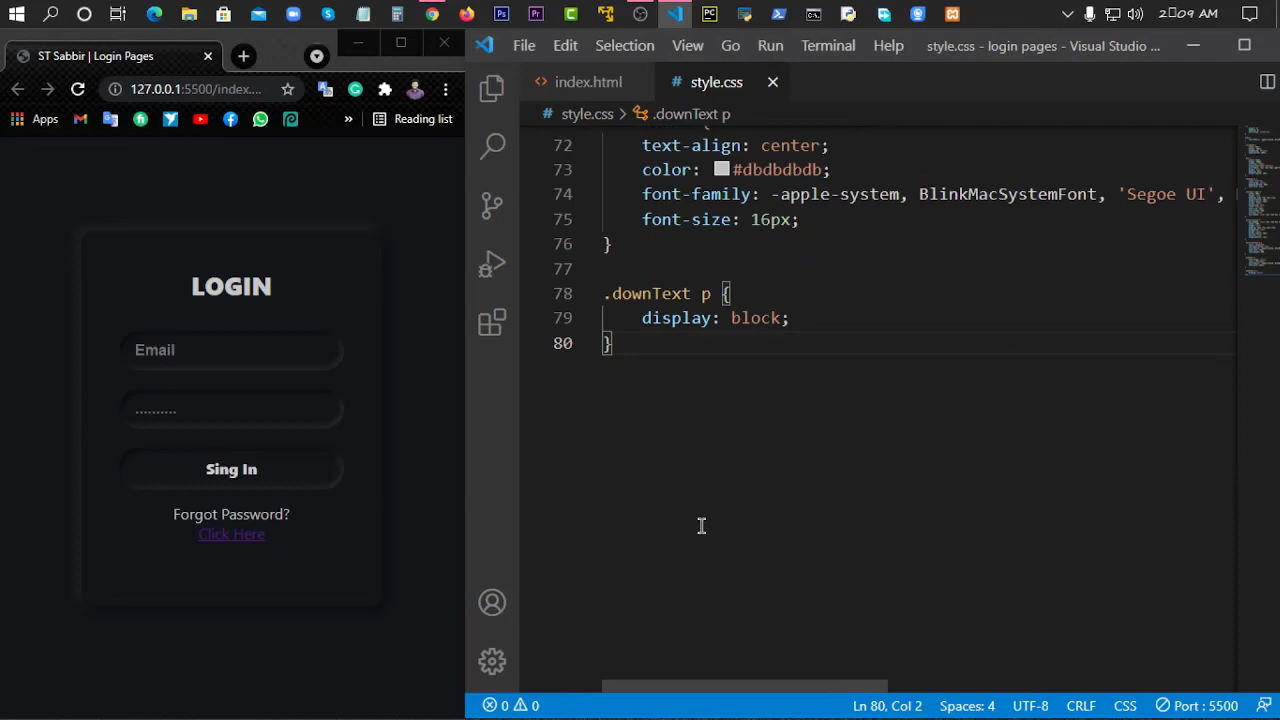 2:09 AM
ST Sabbir | Login Pages
127.0.0.1:5500/index....
Apps
Reading list
LOGIN
Email
..........
Sing In
Forgot Password?
Click Here
File Edit Selection View Go Run Terminal Help style.css - login pages - Visual Studio ...
index.html
# style.css
# style.css > .downText p
72 text-align: center;
73 color: #dbdbdbdb;
74 font-family: -apple-system, BlinkMacSystemFont, 'Segoe UI',
75 font-size: 16px;
76 }
77
78 .downText p {
79 display: block;
80 }
0 0 Ln 80, Col 2 Spaces: 4 UTF-8 CRLF CSS Port : 5500